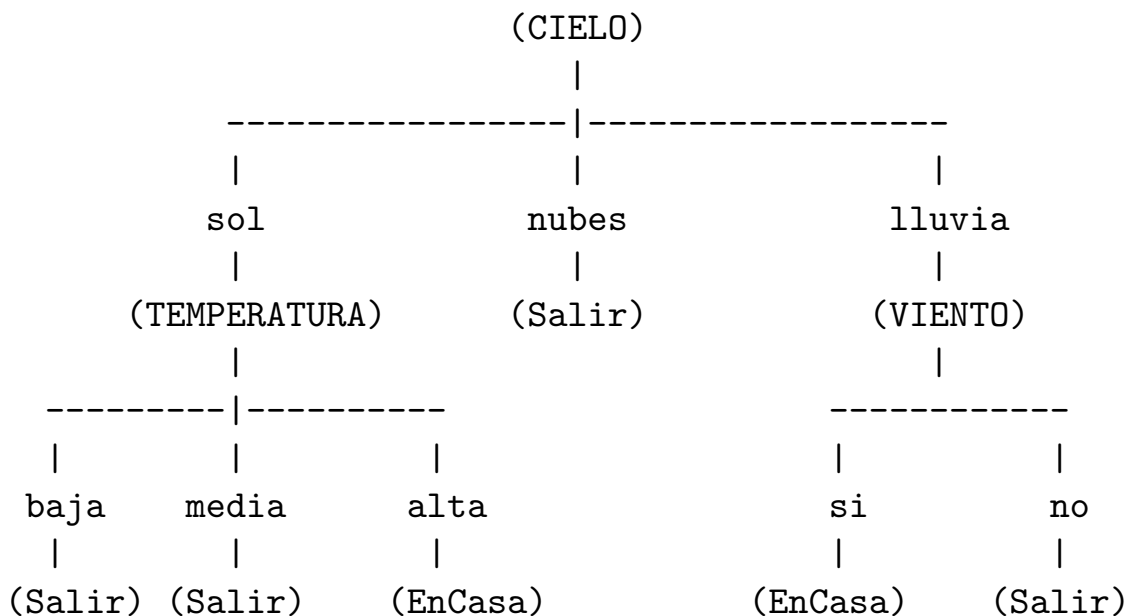 (CIELO)
|
-----------------|------------------
| | |
sol nubes lluvia
| | |
(TEMPERATURA) (Salir) (VIENTO)
| |
---------|---------- ------------
| | | | |
baja media alta si no
| | | | |
(Salir) (Salir) (EnCasa) (EnCasa) (Salir)